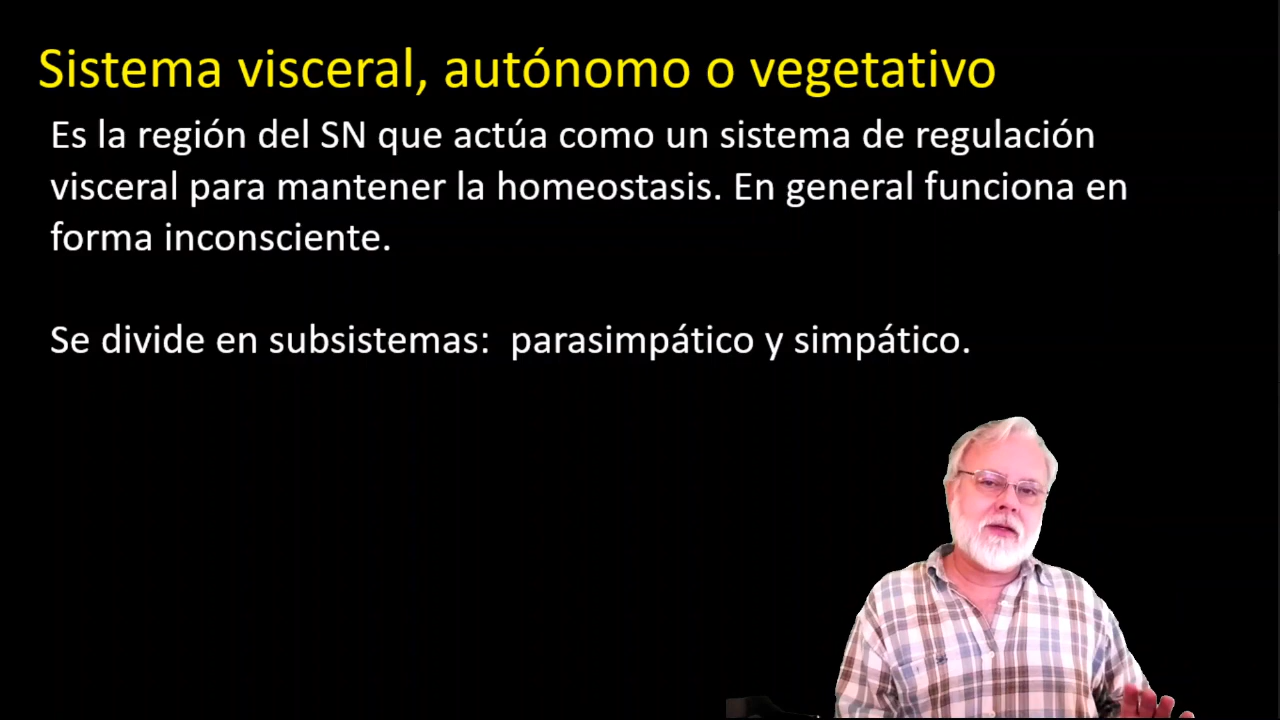 Sistema visceral, autónomo o vegetativo
Es la región del SN que actúa como un sistema de regulación
visceral para mantener la homeostasis. En general funciona en
forma inconsciente.
Se divide en subsistemas:  parasimpático y simpático.